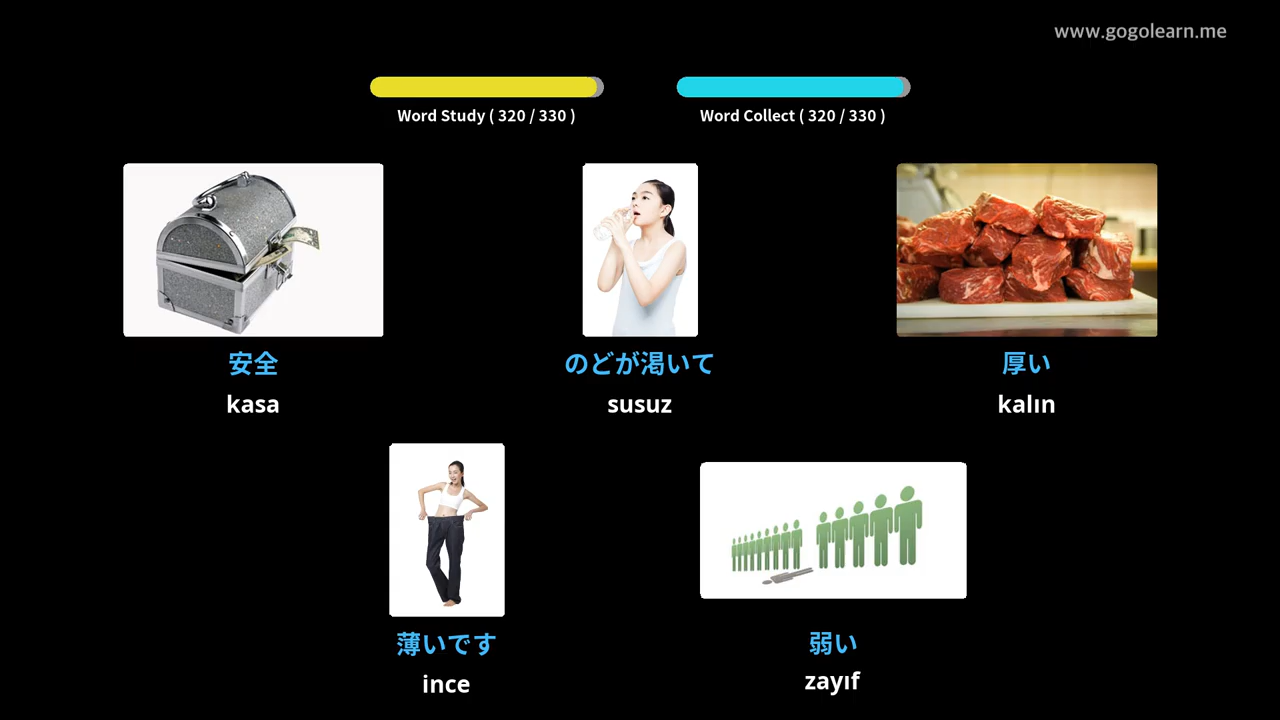 www.gogolearn.me
Word Study ( 320 / 330 )
Word Collect ( 320 / 330 )
安全
kasa
のどが渇いて
susuz
厚い
kalın
薄いです
ince
弱い
zayıf